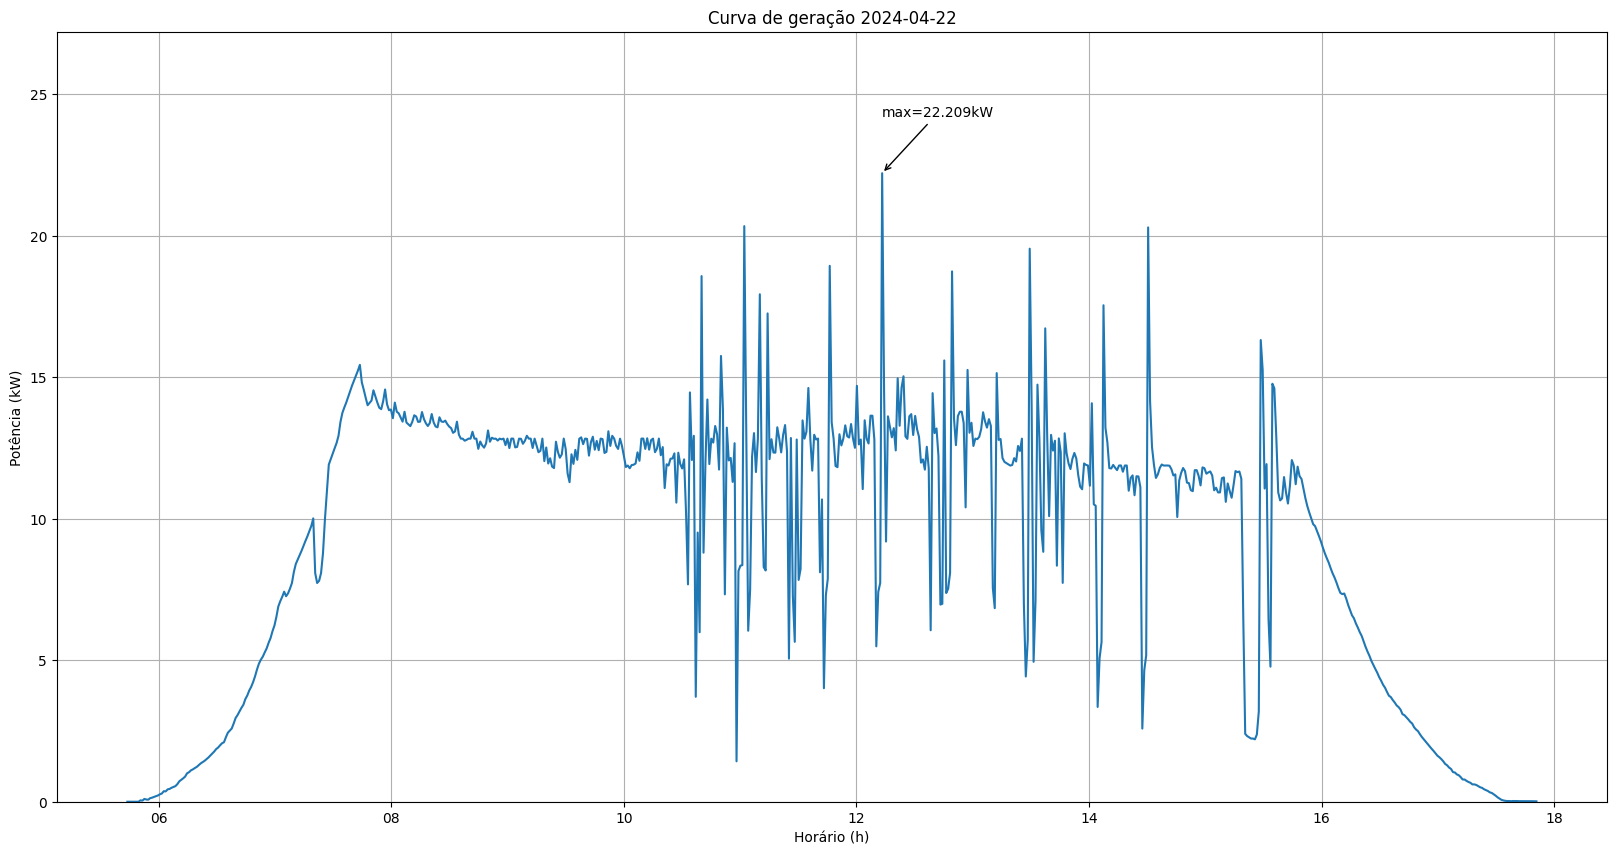 Curva de geração 2024-04-22
25
max=22.209kW
20
15
Potência (kW)
10
5
0
06 08 10 12 14 16 18
Horário (h)